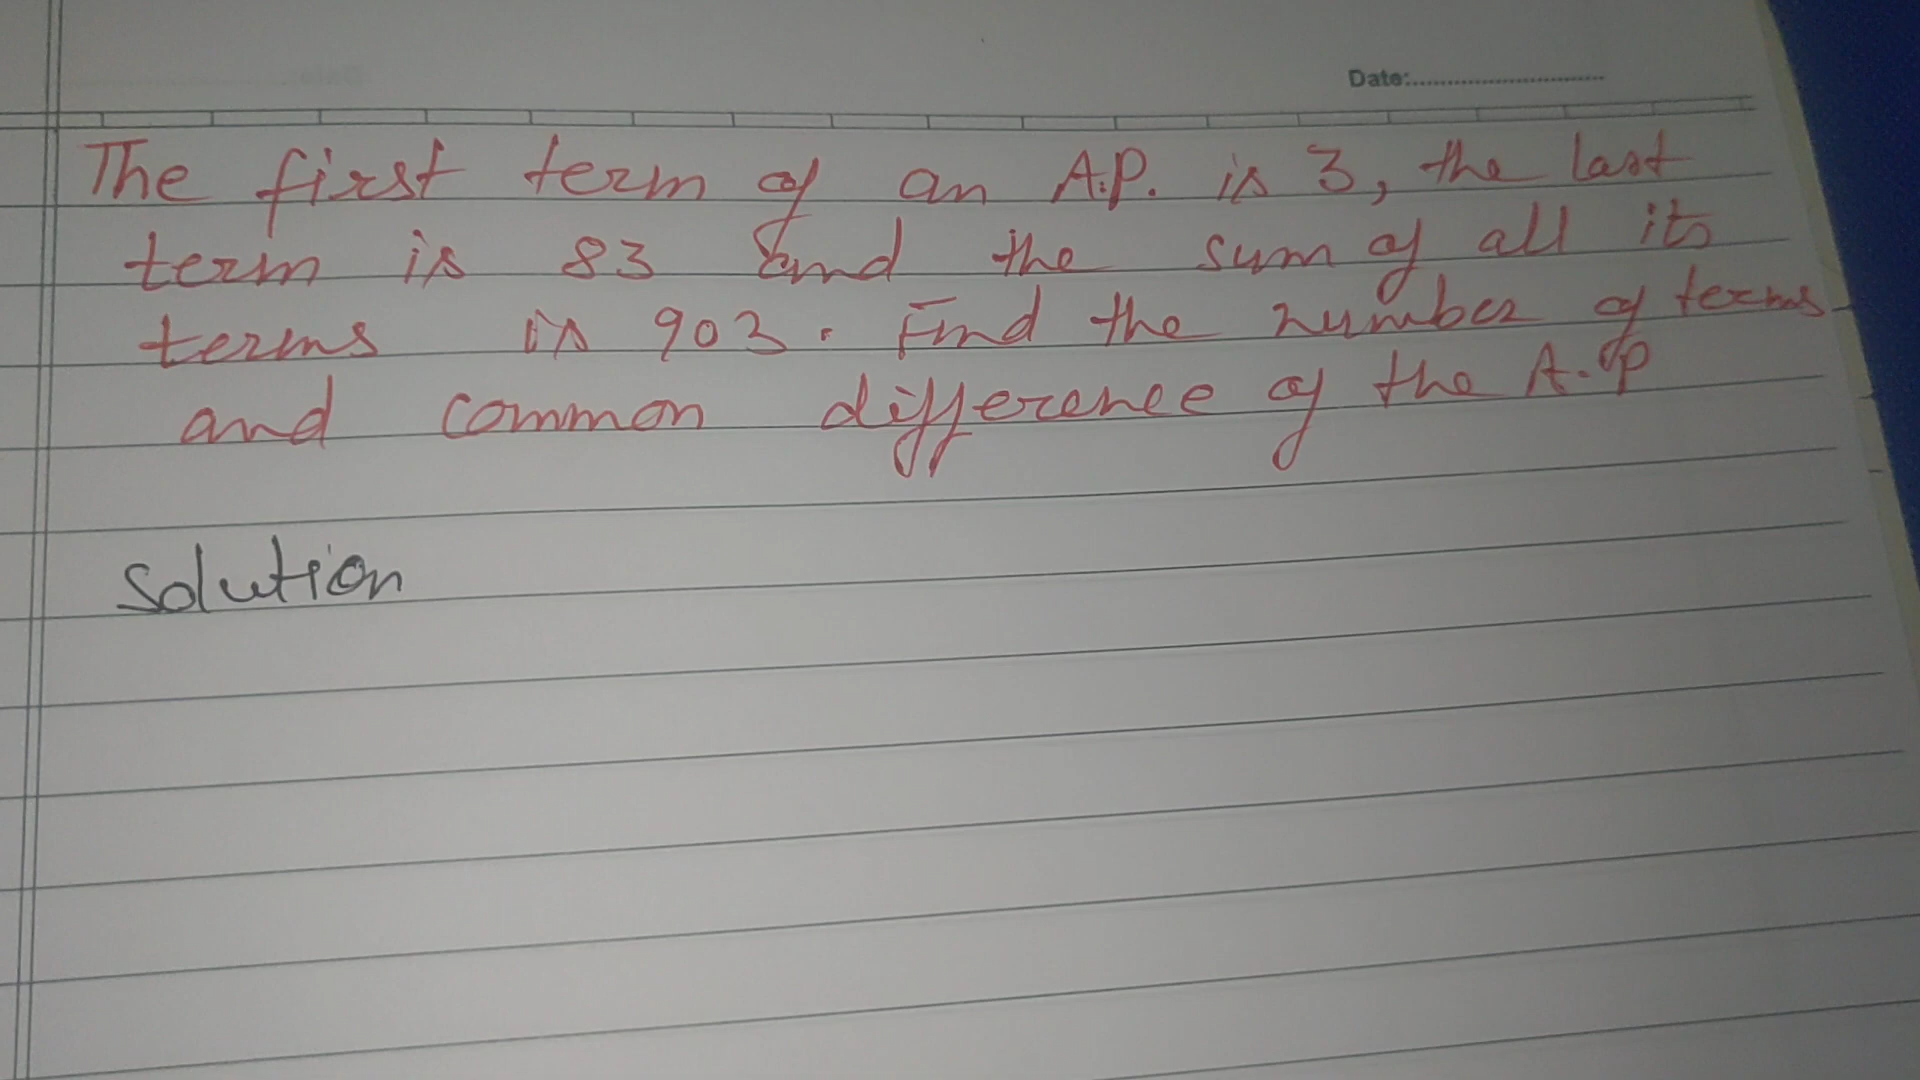 Date:
The first term of an A.P. is 3, the last
term is 83 and the sum of all its
terms is 903. Find the number of terms
and common difference of the A.P
Solution